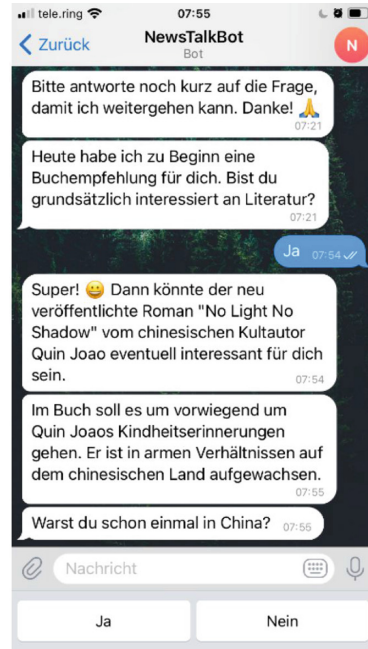 tele.ring 07:55
Zurück NewsTalkBot N
Bot
Bitte antworte noch kurz auf die Frage,
damit ich weitergehen kann. Danke! 🙏
07:21
Heute habe ich zu Beginn eine
Buchempfehlung für dich. Bist du
grundsätzlich interessiert an Literatur?
07:21
Ja 07:54
Super! 😀 Dann könnte der neu
veröffentlichte Roman "No Light No
Shadow" vom chinesischen Kultautor
Quin Joao eventuell interessant für dich
sein. 07:54
Im Buch soll es um vorwiegend um
Quin Joaos Kindheitserinnerungen
gehen. Er ist in armen Verhältnissen auf
dem chinesischen Land aufgewachsen.
07:55
Warst du schon einmal in China? 07:55
Nachricht
Ja Nein